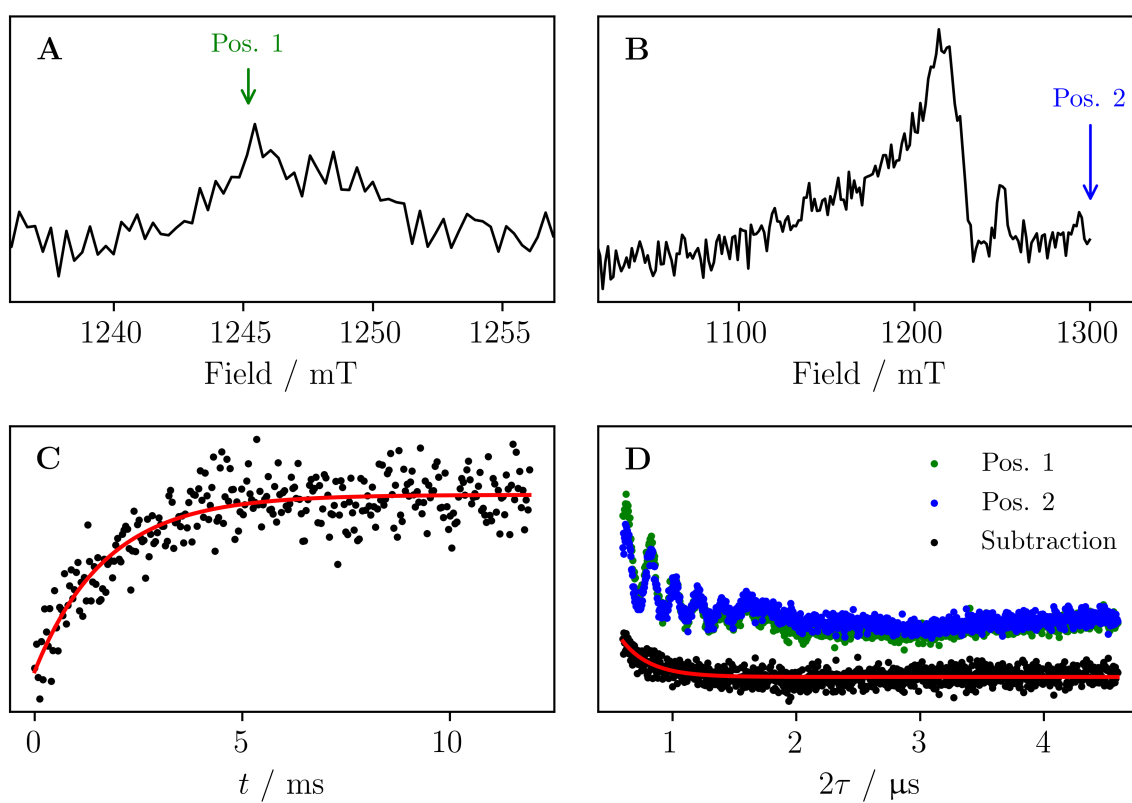 A
Pos. 1
1240 1245 1250 1255
Field / mT
B
Pos. 2
1100 1200 1300
Field / mT
C
0 5 10
t / ms
D
Pos. 1
Pos. 2
Subtraction
1 2 3 4
2τ / μs